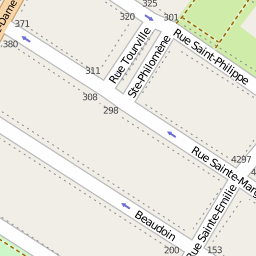 325
320
301
371
-Dame
380
Rue Tourville
Ste-Philomène
Rue Saint-Philippe
311
308
298
Rue Sainte-Marg
4297
Rue Sainte-Emilie
Beaudoin
200
153